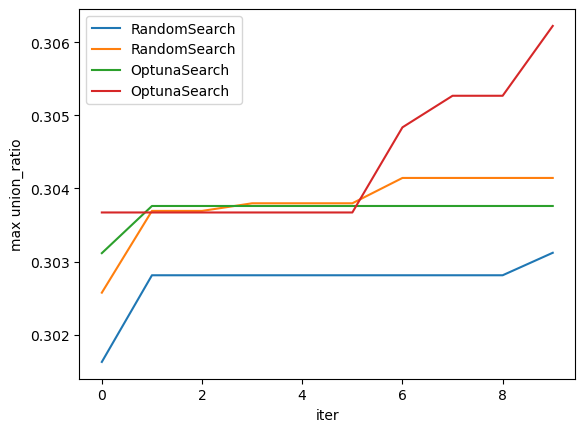 RandomSearch
RandomSearch
OptunaSearch
OptunaSearch
0.306
0.305
0.304
0.303
0.302
max union_ratio
0 2 4 6 8
iter